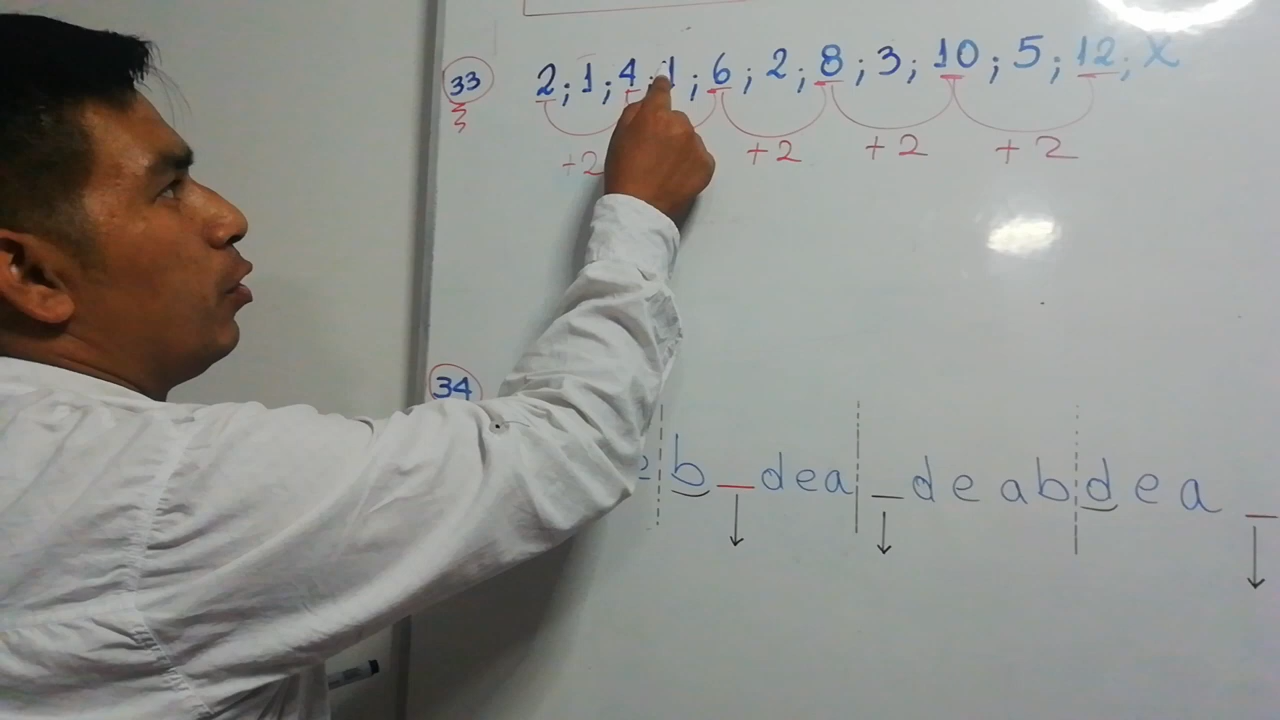 33 2; 1; 4; 1; 6; 2; 8; 3; 10; 5; 12; X
+2 +2 +2 +2
34
e b _ d e a _ d e a b d e a _